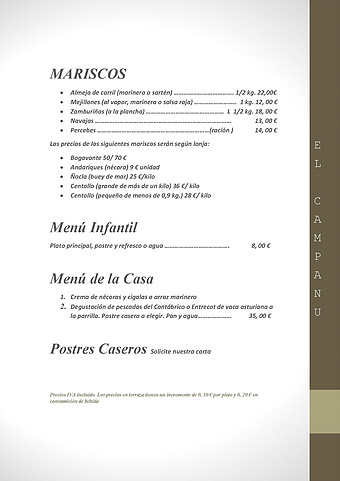 MARISCOS
• Almeja de carril (marinera o sartén) ........................................ 1/2 kg. 22,00€
• Mejillones (al vapor, marinera o salsa roja) ............................ 1 kg. 12, 00 €
• Zamburiñas (a la plancha) ...................................................... L 1/2 kg. 18, 00 €
• Navajas .................................................................................. 13, 00 €
• Percebes ..........................................................(ración ) 14, 00 €
Los precios de los siguientes mariscos serán según lonja:
• Bogavante 50/ 70 €
• Andariques (nécora) 9 € unidad
• Ñocla (buey de mar) 25 €/kilo
• Centollo (grande de más de un kilo) 36 €/ kilo
• Centollo (pequeño de menos de 0,9 kg.) 28 €/ kilo
Menú Infantil
Plato principal, postre y refresco o agua .................................... 8, 00 €
Menú de la Casa
1. Crema de nécoras y cigalas o arroz marinero
2. Degustación de pescados del Cantábrico o Entrecot de vaca asturiana a
la parrilla. Postre casero a elegir. Pan y agua..................... 35, 00 €
Postres Caseros Solicite nuestra carta
Precios IVA incluido. Los precios en terraza tienen un incremento de 0, 30 € por plato y 0, 20 € en
consumición de bebida
EL CAMPANU